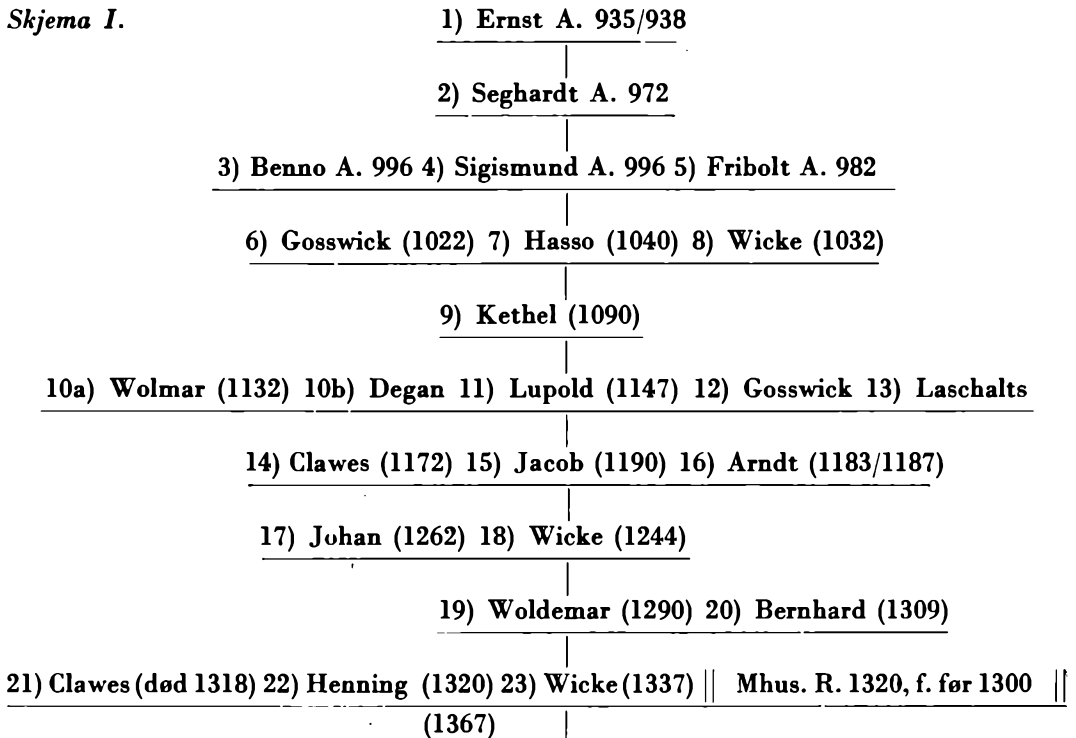 Skjema I.
1) Ernst A. 935/938
2) Seghardt A. 972
3) Benno A. 996 4) Sigismund A. 996 5) Fribolt A. 982
6) Gosswick (1022) 7) Hasso (1040) 8) Wicke (1032)
9) Kethel (1090)
10a) Wolmar (1132) 10b) Degan 11) Lupold (1147) 12) Gosswick 13) Laschalts
14) Clawes (1172) 15) Jacob (1190) 16) Arndt (1183/1187)
17) Johan (1262) 18) Wicke (1244)
19) Woldemar (1290) 20) Bernhard (1309)
21) Clawes (død 1318) 22) Henning (1320) 23) Wicke (1337) || Mhus. R. 1320, f. før 1300 ||
(1367)